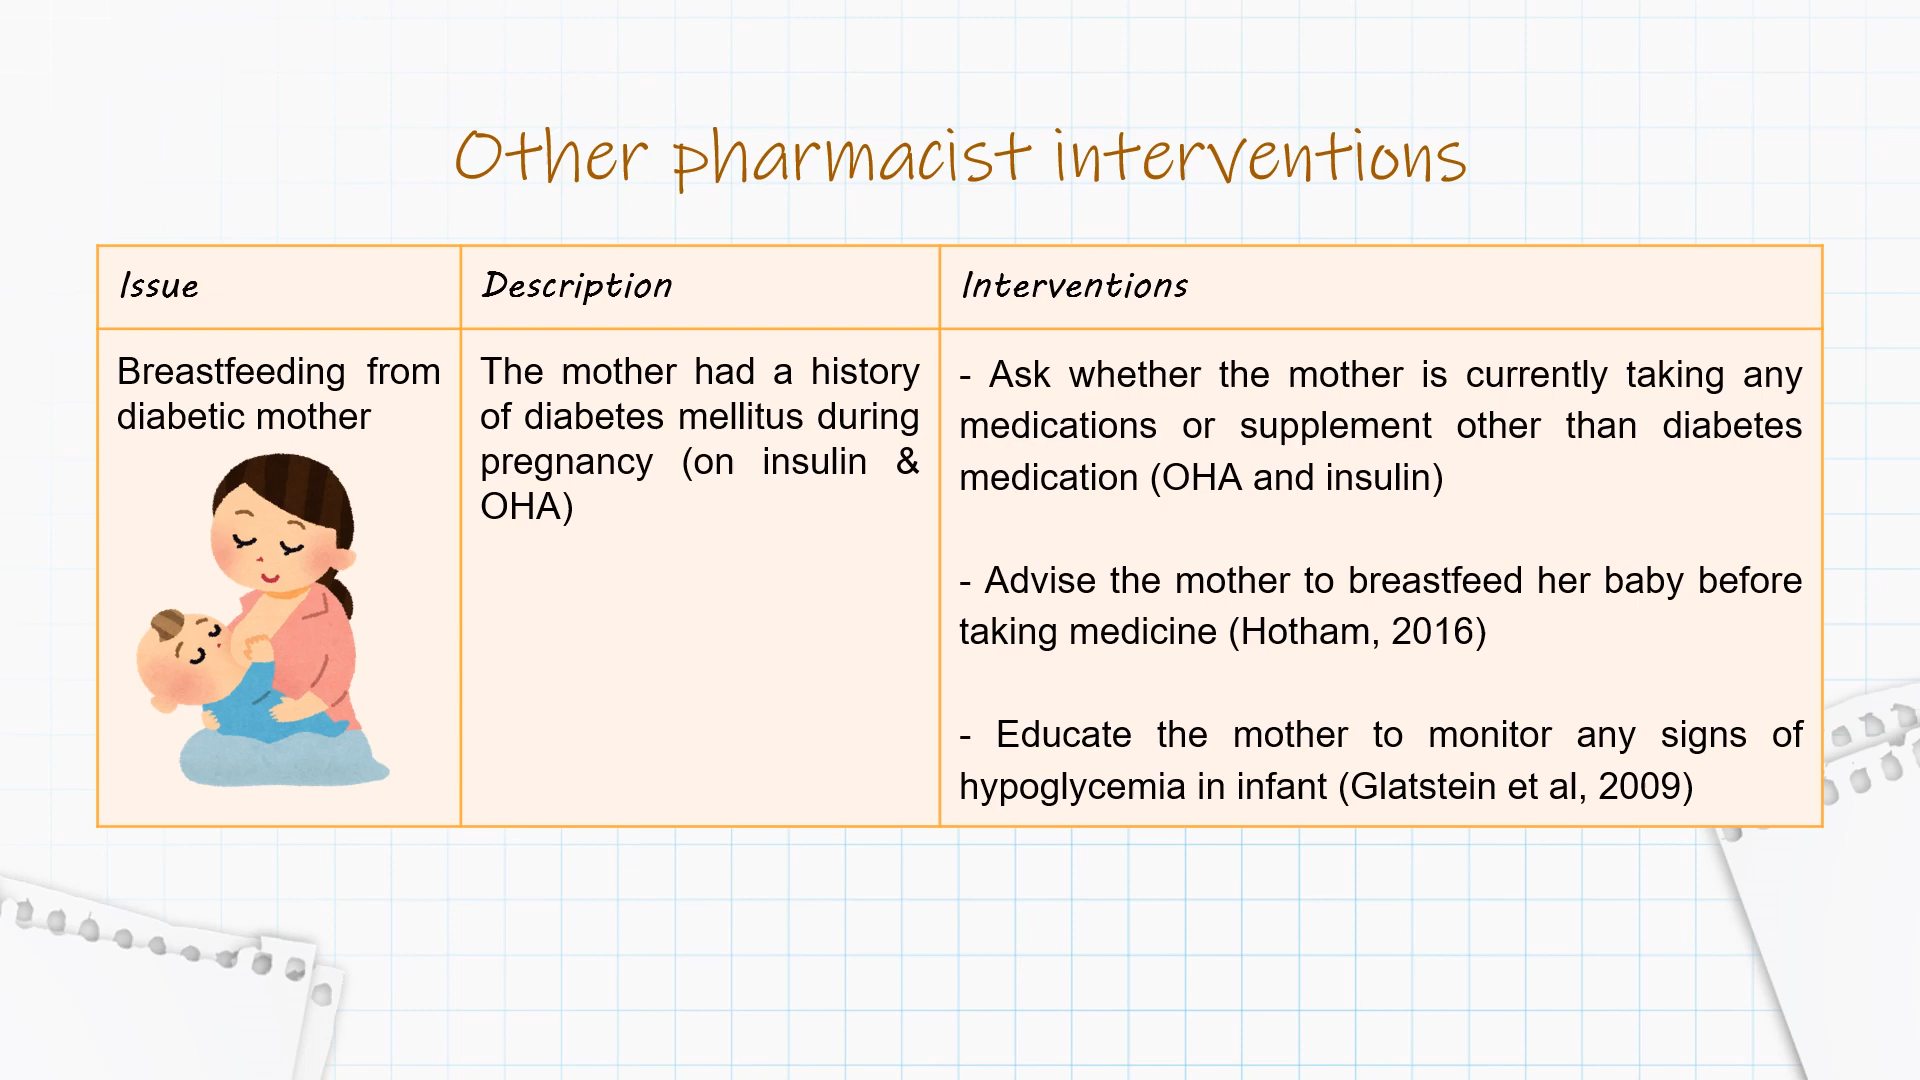 Other pharmacist interventions
Issue
Description
Interventions
Breastfeeding from
diabetic mother
The mother had a history
of diabetes mellitus during
pregnancy (on insulin &
OHA)
- Ask whether the mother is currently taking any
medications or supplement other than diabetes
medication (OHA and insulin)
- Advise the mother to breastfeed her baby before
taking medicine (Hotham, 2016)
- Educate the mother to monitor any signs of
hypoglycemia in infant (Glatstein et al, 2009)